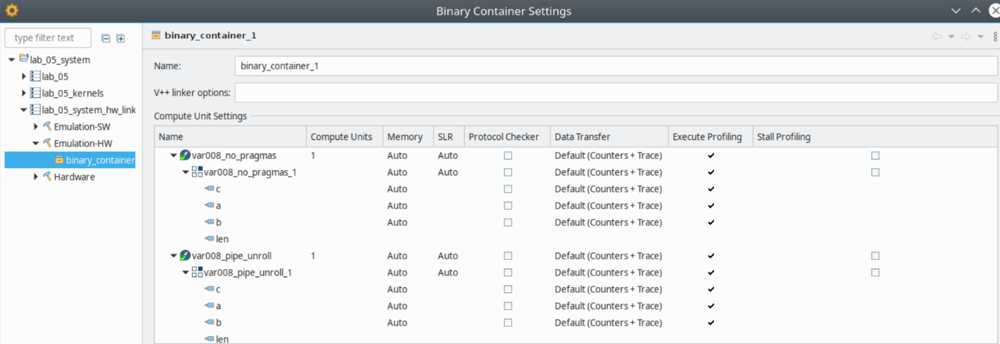 Binary Container Settings
type filter text
lab_05_system
lab_05
lab_05_kernels
lab_05_system_hw_link
Emulation-SW
Emulation-HW
binary_container
Hardware
binary_container_1
Name: binary_container_1
V++ linker options:
Compute Unit Settings
Name Compute Units Memory SLR Protocol Checker Data Transfer Execute Profiling Stall Profiling
var008_no_pragmas 1 Auto Auto Default (Counters + Trace)
var008_no_pragmas_1 Auto Auto Default (Counters + Trace)
c Auto Default (Counters + Trace)
a Auto Default (Counters + Trace)
b Auto Default (Counters + Trace)
len
var008_pipe_unroll 1 Auto Auto Default (Counters + Trace)
var008_pipe_unroll_1 Auto Auto Default (Counters + Trace)
c Auto Default (Counters + Trace)
a Auto Default (Counters + Trace)
b Auto Default (Counters + Trace)
len